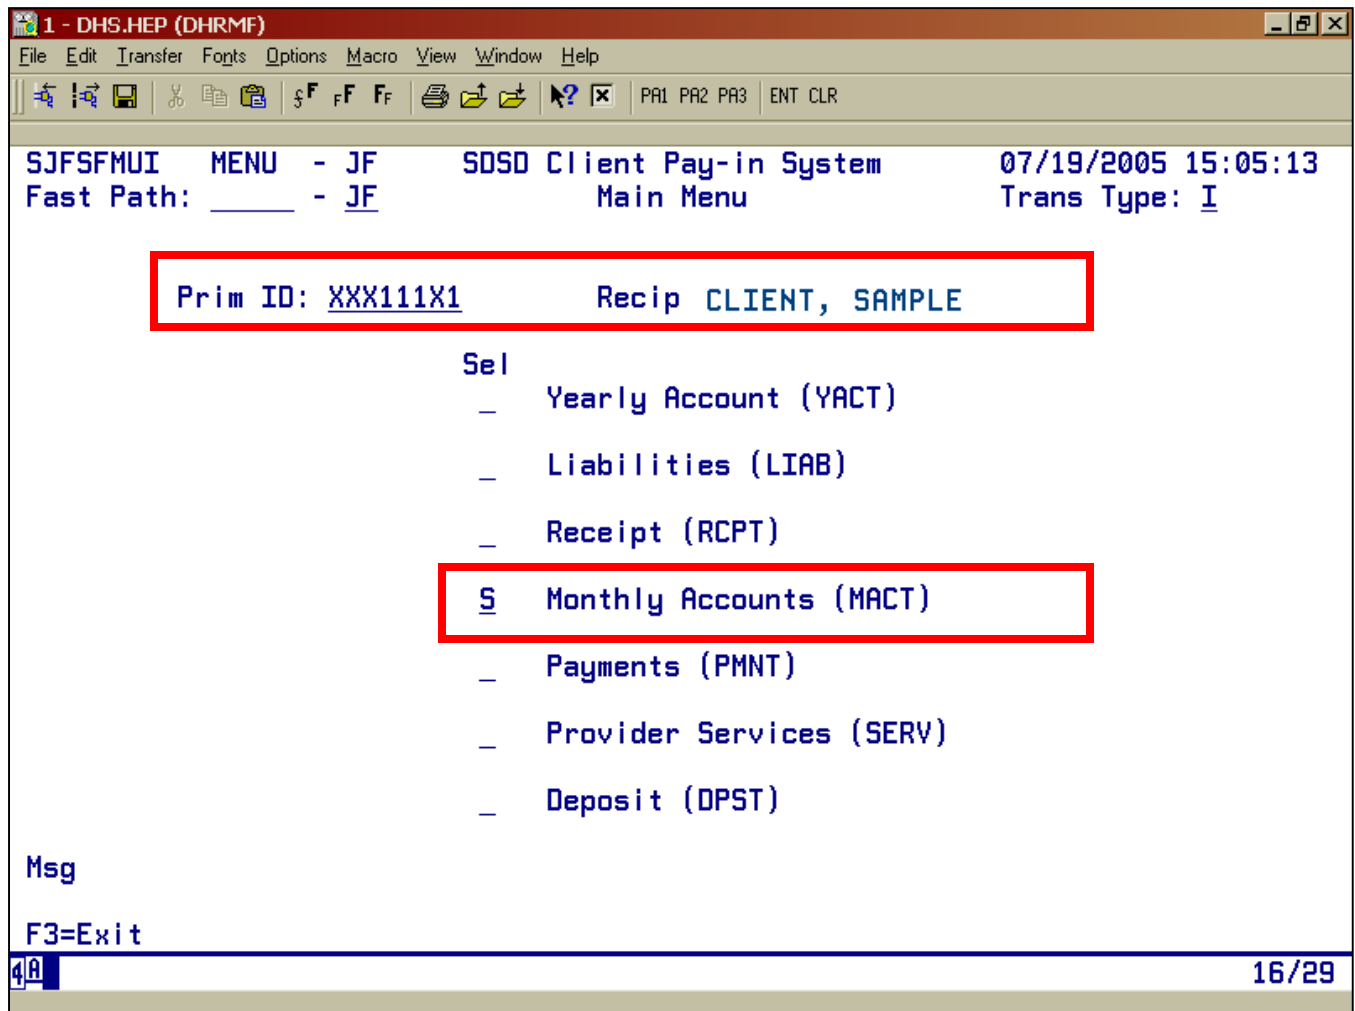 1 - DHS.HEP (DHRMF)
File Edit Transfer Fonts Options Macro View Window Help
PA1 PA2 PA3 ENT CLR
SJFSFMUI MENU - JF SDSD Client Pay-in System 07/19/2005 15:05:13
Fast Path: _____ - JF Main Menu Trans Type: I
Prim ID: XXX111X1 Recip CLIENT, SAMPLE
Sel
_ Yearly Account (YACT)
_ Liabilities (LIAB)
_ Receipt (RCPT)
S Monthly Accounts (MACT)
_ Payments (PMNT)
_ Provider Services (SERV)
_ Deposit (DPST)
Msg
F3=Exit
4 A 16/29